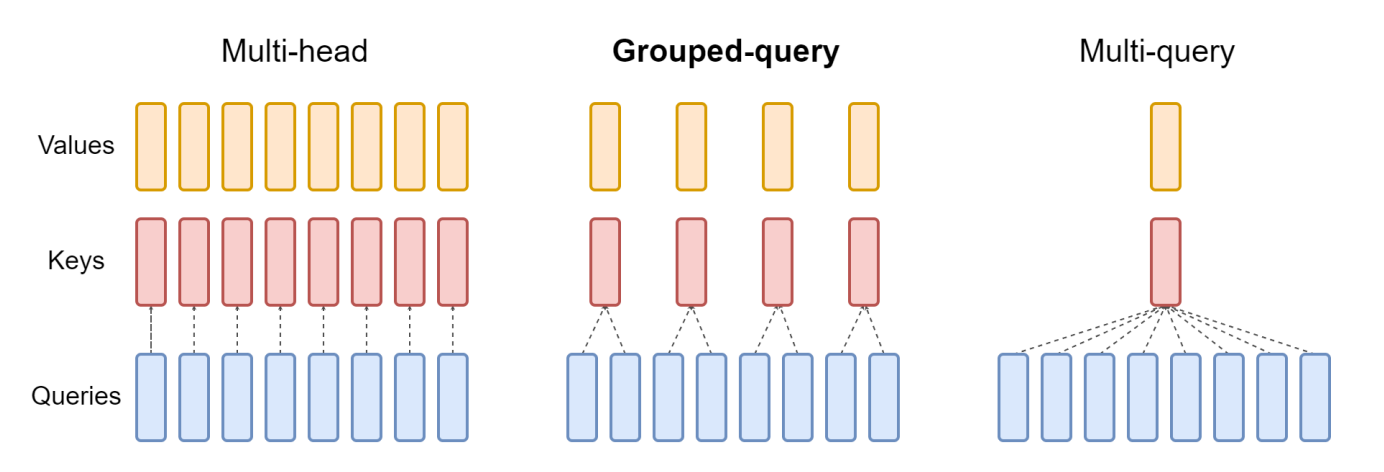 Multi-head
Grouped-query
Multi-query
Values
Keys
Queries